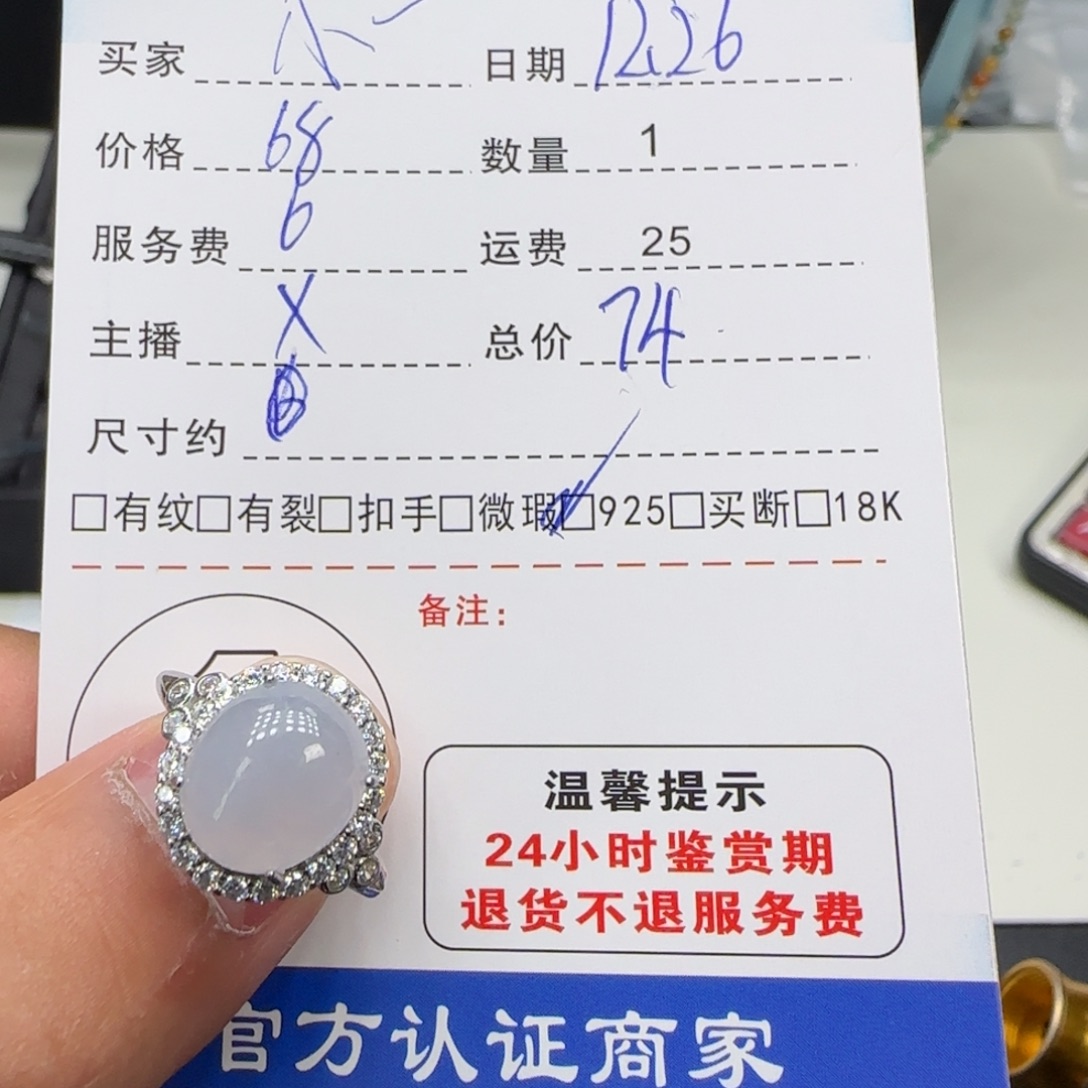 买家 日期 12.26
价格 68 数量 1
服务费 6 运费 25
主播 X 总价 74
尺寸约
□有纹□有裂□扣手□微瑕□925□买断□18K
备注:
温馨提示
24小时鉴赏期
退货不退服务费
官方认证商家